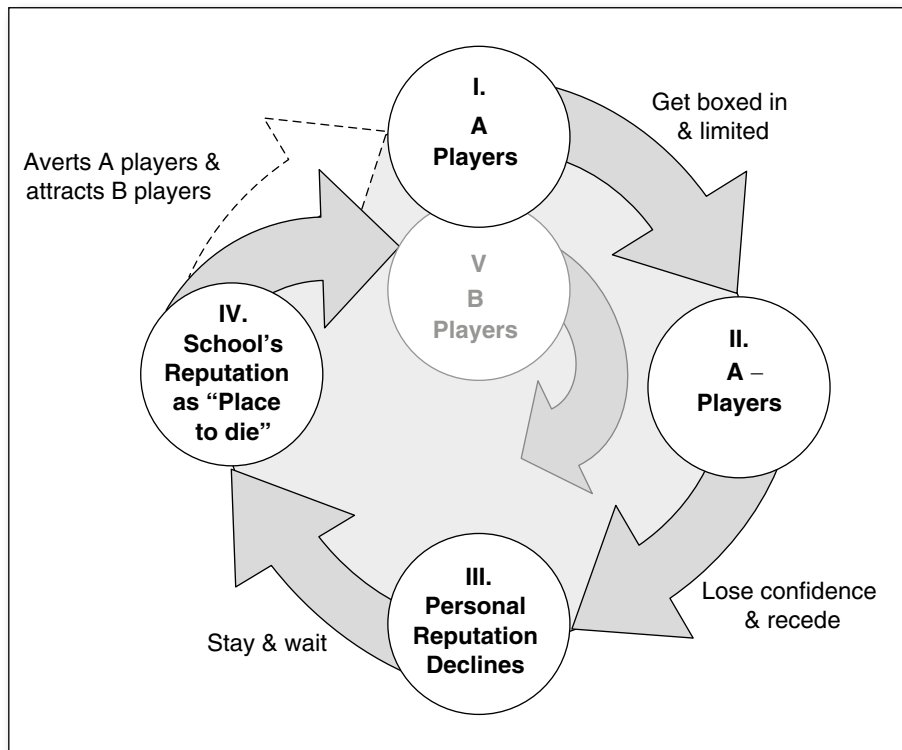 I.
A
Players
Get boxed in
& limited
II.
A –
Players
Lose confidence
& recede
III.
Personal
Reputation
Declines
Stay & wait
IV.
School’s
Reputation
as “Place
to die”
Averts A players &
attracts B players
V
B
Players